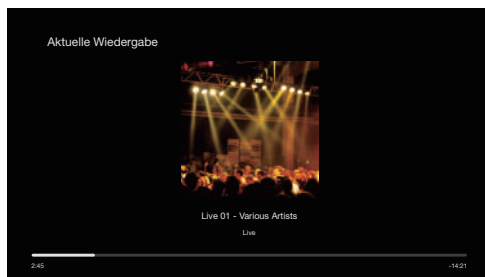 Aktuelle Wiedergabe
Live 01 - Various Artists
Live
2:45
-14:21